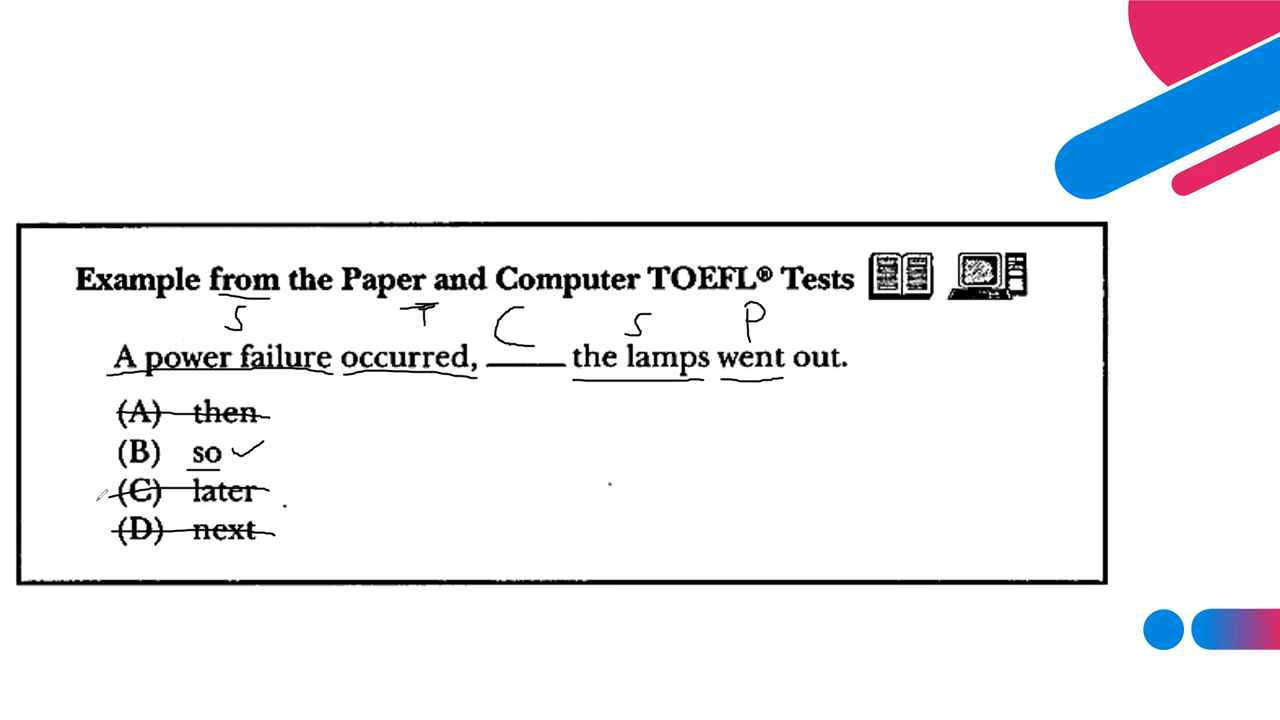 Example from the Paper and Computer TOEFL® Tests
S P C S P
A power failure occurred, ______ the lamps went out.
(A) then
(B) so ✓
(C) later
(D) next